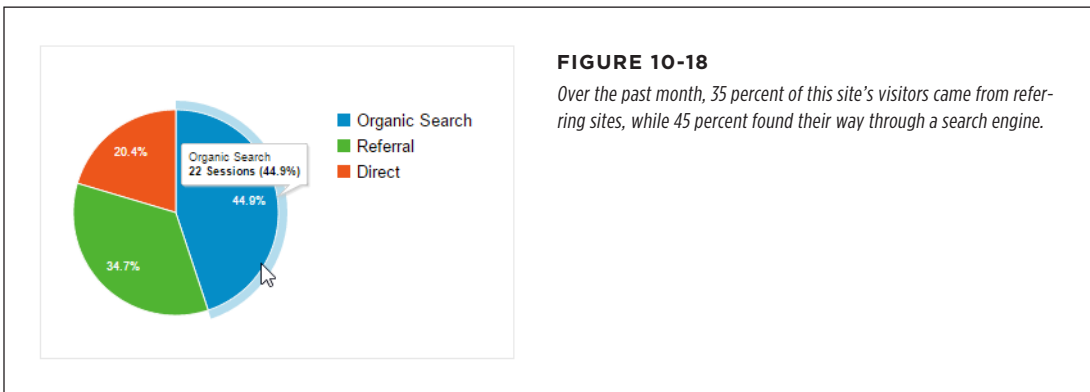 FIGURE 10-18
Over the past month, 35 percent of this site’s visitors came from refer-
ring sites, while 45 percent found their way through a search engine.
Organic Search
Referral
Direct
20.4%
Organic Search
22 Sessions (44.9%)
44.9%
34.7%